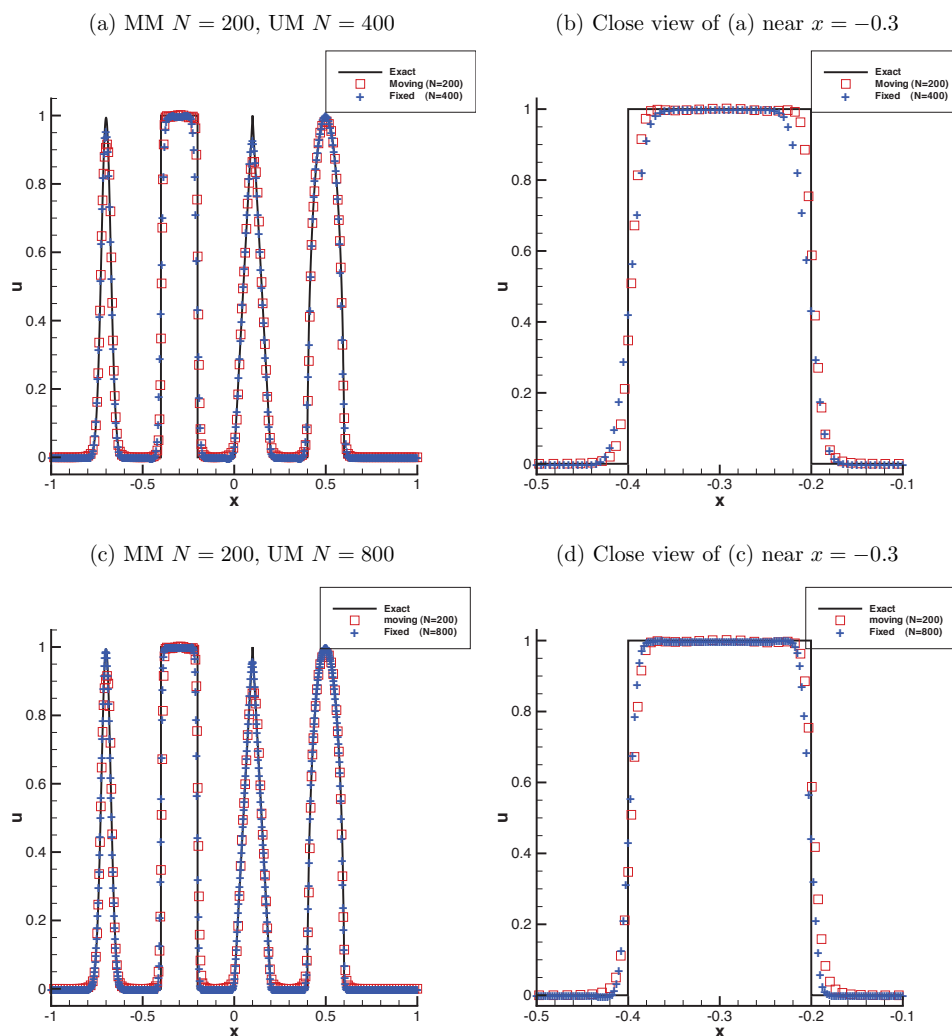 (a) MM N = 200, UM N = 400
Exact
Moving (N=200)
Fixed (N=400)
1
0.8
0.6
0.4
0.2
0
u
-1
-0.5
0
0.5
1
x
(b) Close view of (a) near x = −0.3
Exact
Moving (N=200)
Fixed (N=400)
1
0.8
0.6
0.4
0.2
0
u
-0.5
-0.4
-0.3
-0.2
-0.1
x
(c) MM N = 200, UM N = 800
Exact
moving (N=200)
Fixed (N=800)
1
0.8
0.6
0.4
0.2
0
u
-1
-0.5
0
0.5
1
x
(d) Close view of (c) near x = −0.3
Exact
moving (N=200)
Fixed (N=800)
1
0.8
0.6
0.4
0.2
0
u
-0.5
-0.4
-0.3
-0.2
-0.1
x